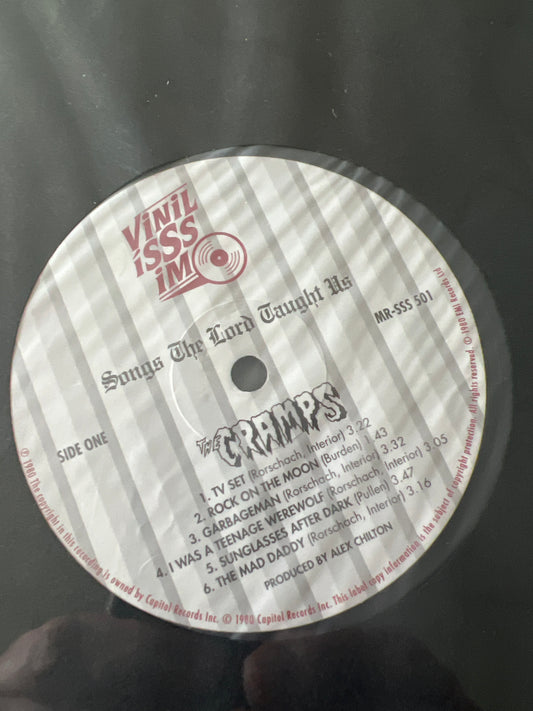 ViNiL
iSSS
iMO
Songs The Lord Taught Us
MR-SSS 501
SIDE ONE
THE CRAMPS
1. TV SET (Rorschach, Interior) 3.22
2. ROCK ON THE MOON (Burden) 1.43
3. GARBAGEMAN (Rorschach, Interior) 3.32
4. I WAS A TEENAGE WEREWOLF (Rorschach, Interior) 3.05
5. SUNGLASSES AFTER DARK (Pullen) 3.47
6. THE MAD DADDY (Rorschach, Interior) 3.16
PRODUCED BY ALEX CHILTON
℗ 1980 The copyright in this recording is owned by Capitol Records Inc. © 1980 Capitol Records Inc. This label copy information is the subject of copyright protection. All rights reserved. © 1980 EMI Records Ltd